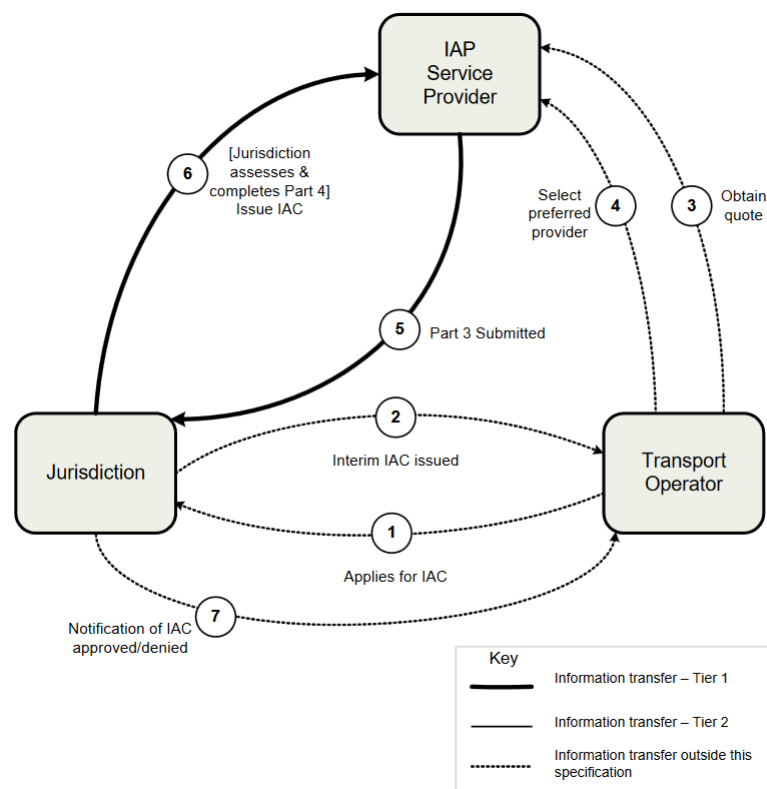 IAP
Service
Provider
6
[Jurisdiction
assesses &
completes Part 4]
Issue IAC
Select
preferred
provider
4
3
Obtain
quote
5
Part 3 Submitted
2
Interim IAC issued
Jurisdiction
Transport
Operator
1
Applies for IAC
7
Notification of IAC
approved/denied
Key
Information transfer – Tier 1
Information transfer – Tier 2
Information transfer outside this
specification